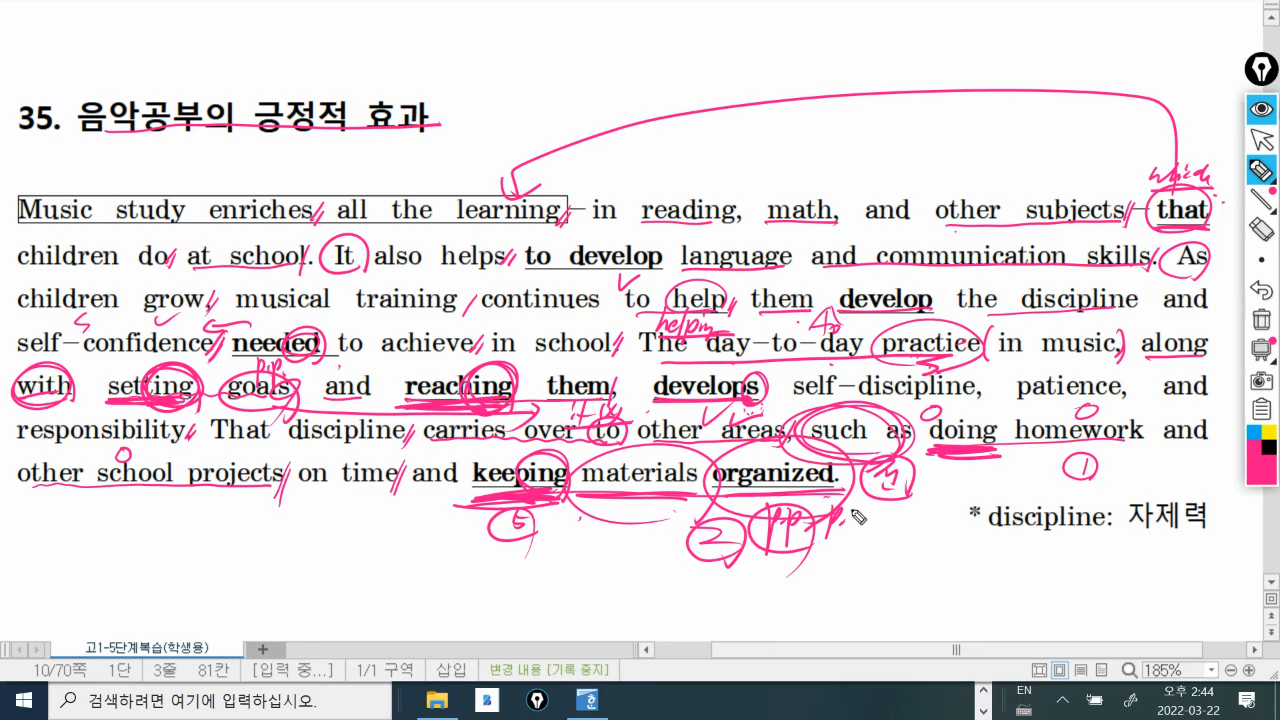 35. 음악공부의 긍정적 효과
which
Music study enriches all the learning－in reading, math, and other subjects－that
children do at school. It also helps to develop language and communication skills. As
children grow, musical training continues to help them develop the discipline and
helping
self－confidence needed to achieve in school. The day－to－day practice in music, along
p.p.
with setting goals and reaching them, develops self－discipline, patience, and
responsibility. That discipline carries over to other areas, such as doing homework and
①
other school projects on time and keeping materials organized.
⑤
②
* discipline: 자제력
고1-5단계복습(학생용)
10/70쪽 1단 3줄 81칸 [입력 중...] 1/1 구역 삽입 변경 내용 [기록 중지] 185%
검색하려면 여기에 입력하십시오.
EN
오후 2:44
2022-03-22